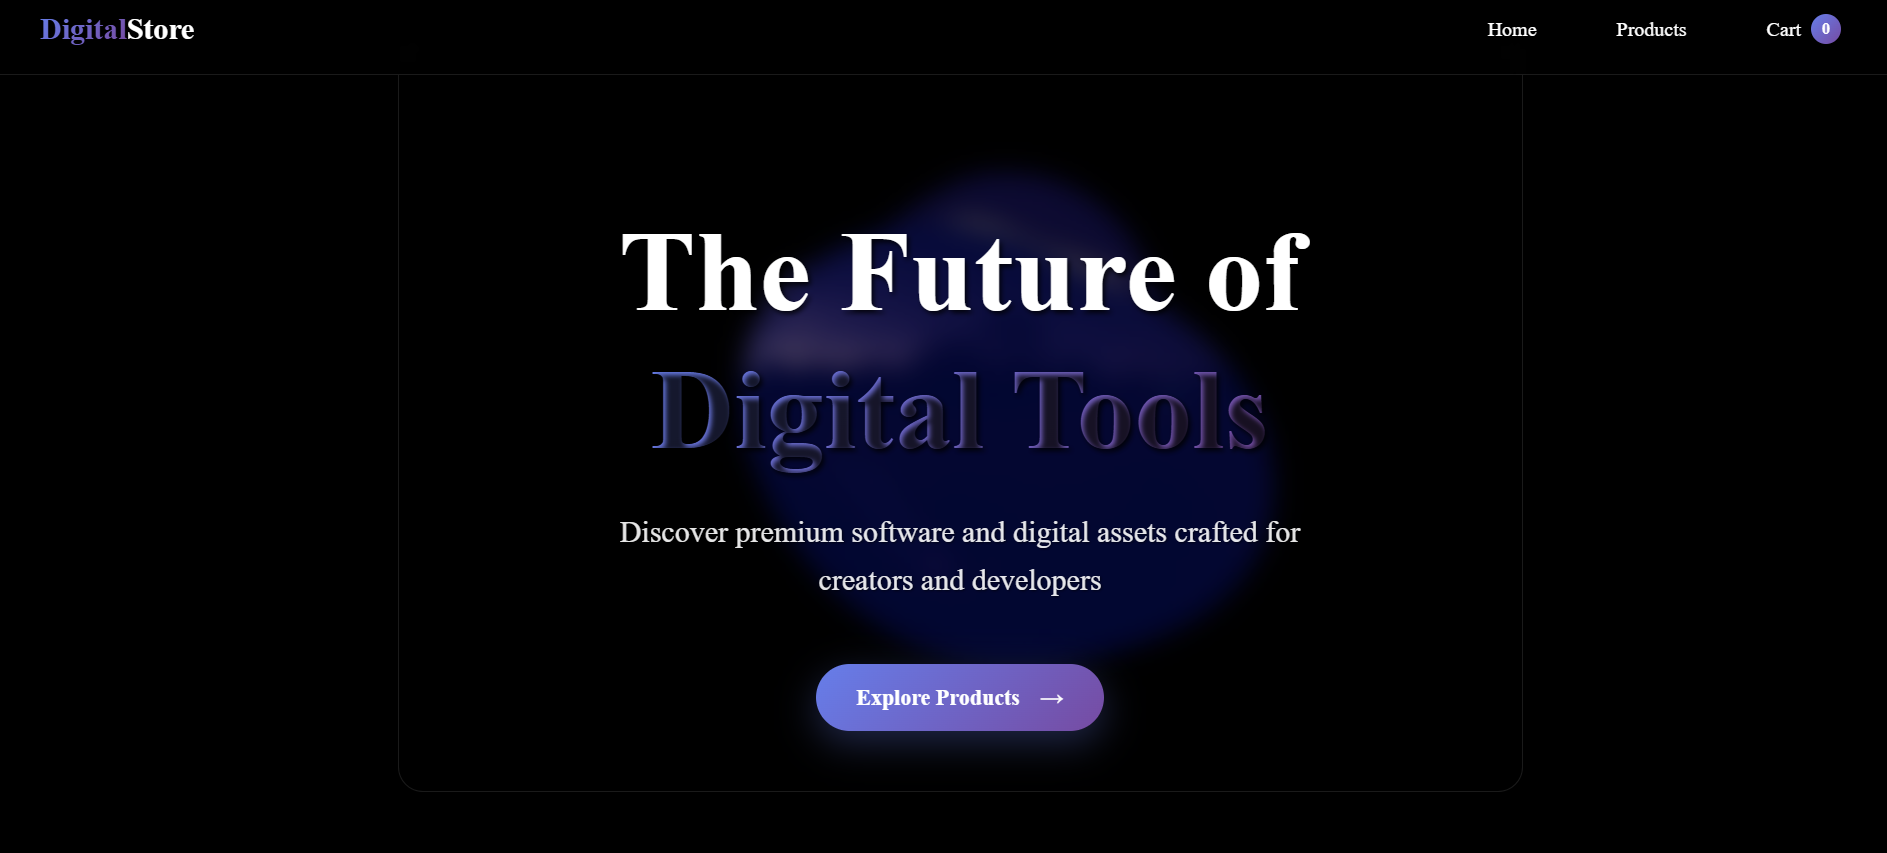 DigitalStore
Home
Products
Cart 0
The Future of
Digital Tools
Discover premium software and digital assets crafted for
creators and developers
Explore Products →